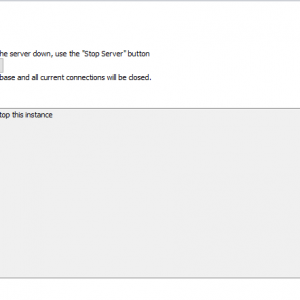 he server down, use the "Stop Server" button
base and all current connections will be closed.
top this instance